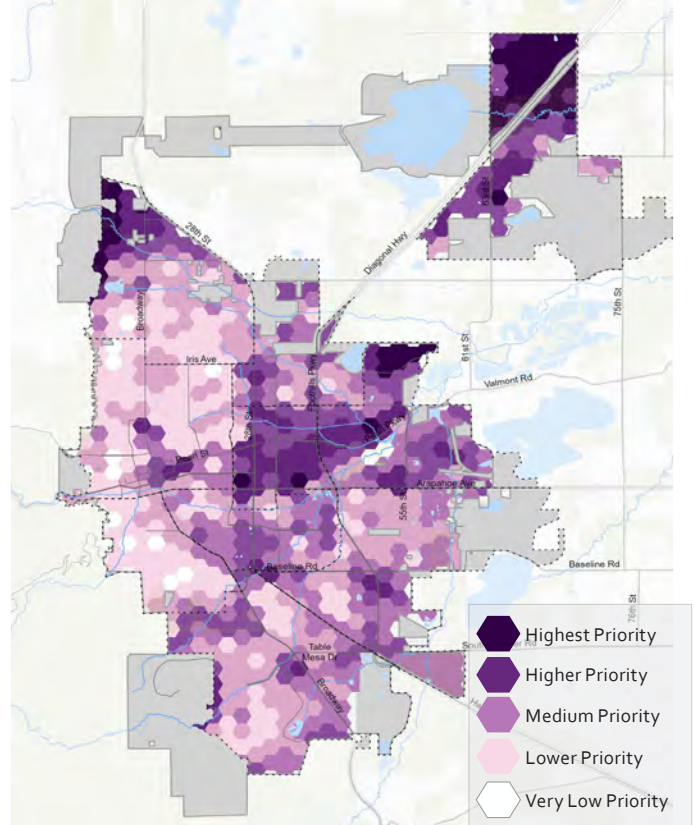 63rd St
28th St
Diagonal Hwy
75th St
Broadway
61st St
Iris Ave
Foothills Pkwy
Valmont Rd
28th St
Pearl St
Arapahoe Ave
55th St
Baseline Rd
Baseline Rd
76th St
Table
Mesa Dr
Broadway
Highest Priority
Higher Priority
Medium Priority
Lower Priority
Very Low Priority